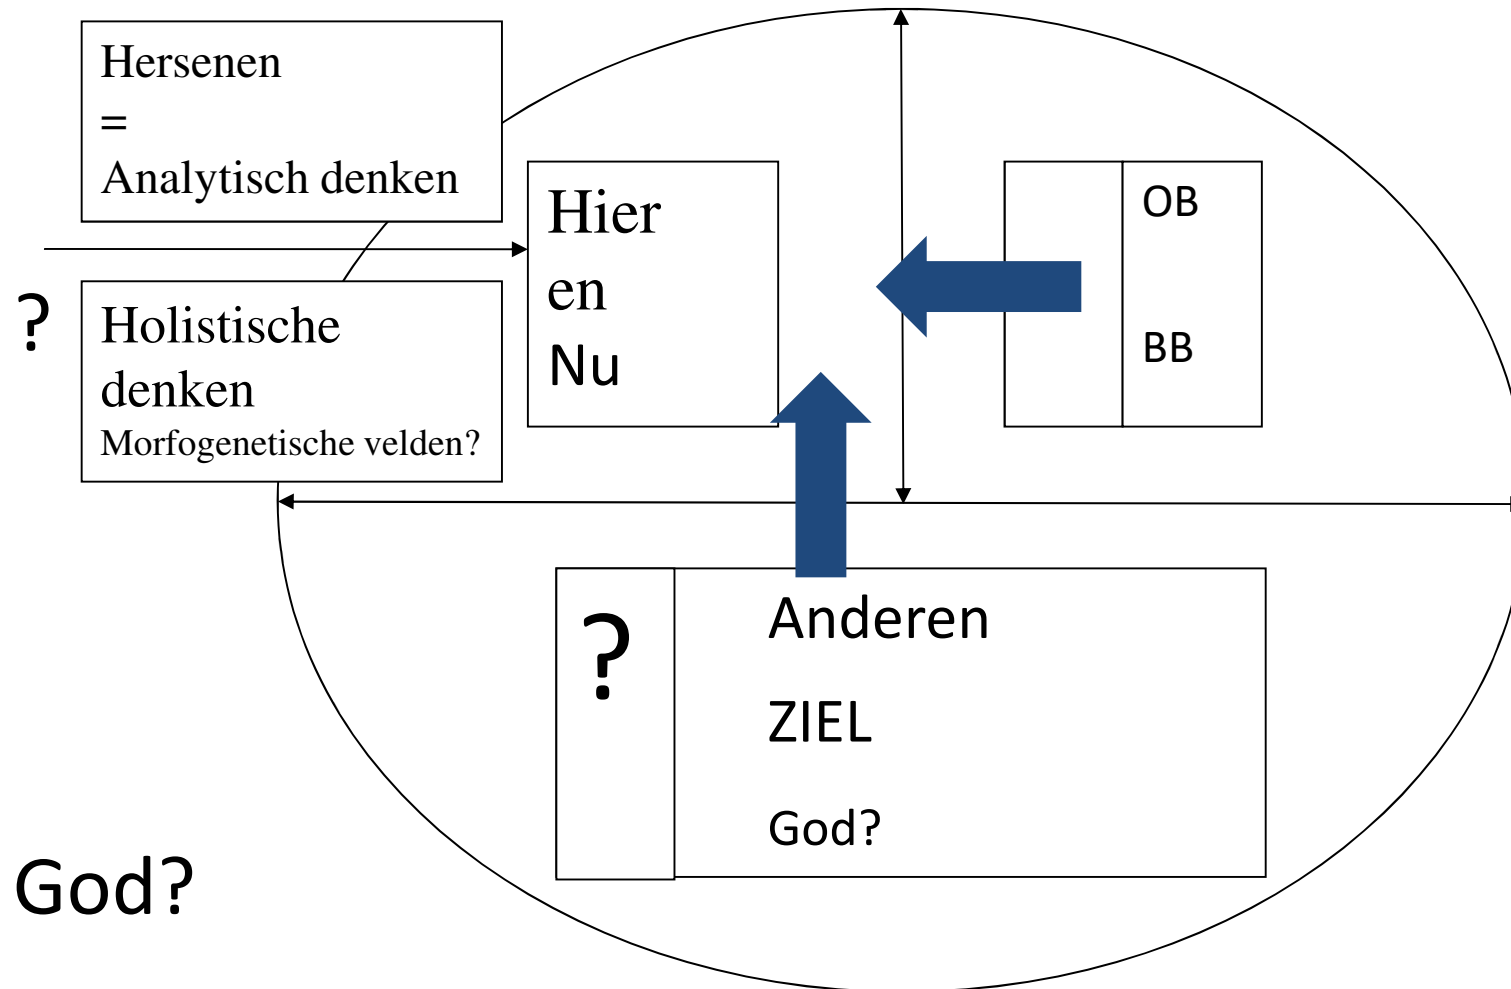 Hersenen
=
Analytisch denken
Hier
en
Nu
OB
BB
?
Holistische
denken
Morfogenetische velden?
?
Anderen
ZIEL
God?
God?